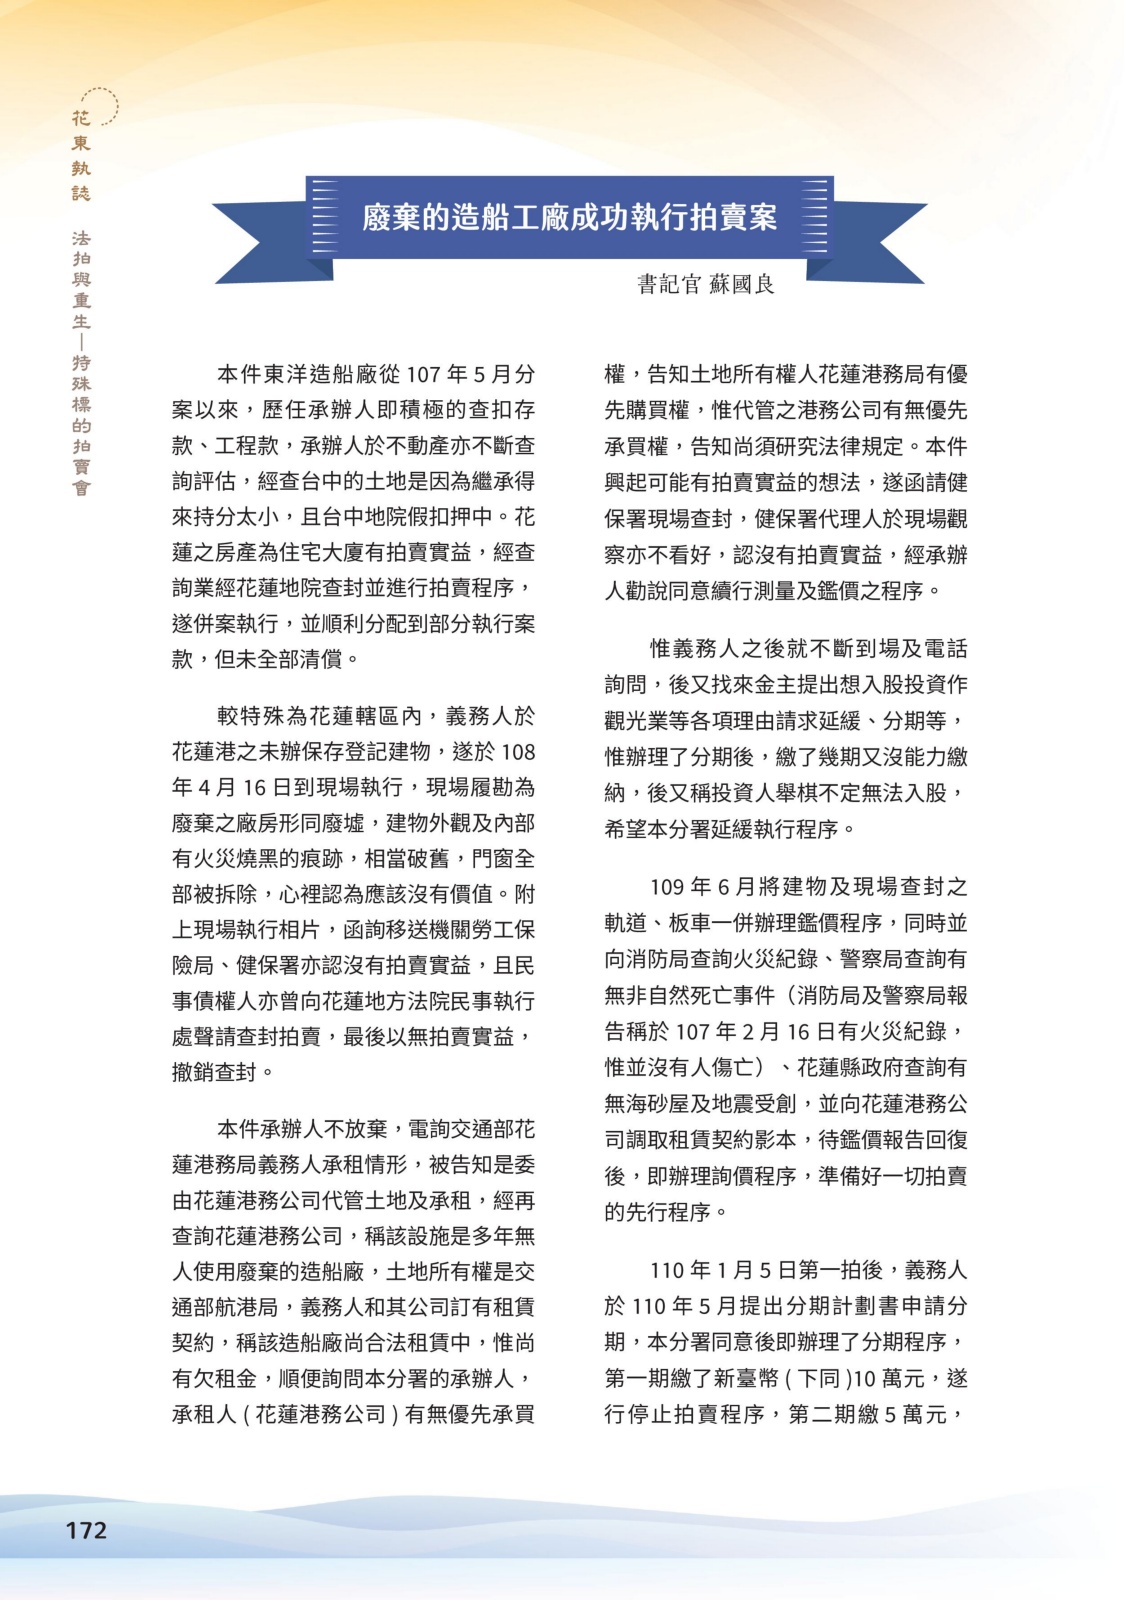 花東執誌　法拍與重生—特殊標的拍賣會
廢棄的造船工廠成功執行拍賣案
書記官 蘇國良
本件東洋造船廠從 107 年 5 月分
案以來，歷任承辦人即積極的查扣存
款、工程款，承辦人於不動產亦不斷查
詢評估，經查台中的土地是因為繼承得
來持分太小，且台中地院假扣押中。花
蓮之房產為住宅大廈有拍賣實益，經查
詢業經花蓮地院查封並進行拍賣程序，
遂併案執行，並順利分配到部分執行案
款，但未全部清償。
較特殊為花蓮轄區內，義務人於
花蓮港之未辦保存登記建物，遂於 108
年 4 月 16 日到現場執行，現場履勘為
廢棄之廠房形同廢墟，建物外觀及內部
有火災燒黑的痕跡，相當破舊，門窗全
部被拆除，心裡認為應該沒有價值。附
上現場執行相片，函詢移送機關勞工保
險局、健保署亦認沒有拍賣實益，且民
事債權人亦曾向花蓮地方法院民事執行
處聲請查封拍賣，最後以無拍賣實益，
撤銷查封。
本件承辦人不放棄，電詢交通部花
蓮港務局義務人承租情形，被告知是委
由花蓮港務公司代管土地及承租，經再
查詢花蓮港務公司，稱該設施是多年無
人使用廢棄的造船廠，土地所有權是交
通部航港局，義務人和其公司訂有租賃
契約，稱該造船廠尚合法租賃中，惟尚
有欠租金，順便詢問本分署的承辦人，
承租人 ( 花蓮港務公司 ) 有無優先承買
權，告知土地所有權人花蓮港務局有優
先購買權，惟代管之港務公司有無優先
承買權，告知尚須研究法律規定。本件
興起可能有拍賣實益的想法，遂函請健
保署現場查封，健保署代理人於現場觀
察亦不看好，認沒有拍賣實益，經承辦
人勸說同意續行測量及鑑價之程序。
惟義務人之後就不斷到場及電話
詢問，後又找來金主提出想入股投資作
觀光業等各項理由請求延緩、分期等，
惟辦理了分期後，繳了幾期又沒能力繳
納，後又稱投資人舉棋不定無法入股，
希望本分署延緩執行程序。
109 年 6 月將建物及現場查封之
軌道、板車一併辦理鑑價程序，同時並
向消防局查詢火災紀錄、警察局查詢有
無非自然死亡事件（消防局及警察局報
告稱於 107 年 2 月 16 日有火災紀錄，
惟並沒有人傷亡）、花蓮縣政府查詢有
無海砂屋及地震受創，並向花蓮港務公
司調取租賃契約影本，待鑑價報告回復
後，即辦理詢價程序，準備好一切拍賣
的先行程序。
110 年 1 月 5 日第一拍後，義務人
於 110 年 5 月提出分期計劃書申請分
期，本分署同意後即辦理了分期程序，
第一期繳了新臺幣 ( 下同 )10 萬元，遂
行停止拍賣程序，第二期繳 5 萬元，
172